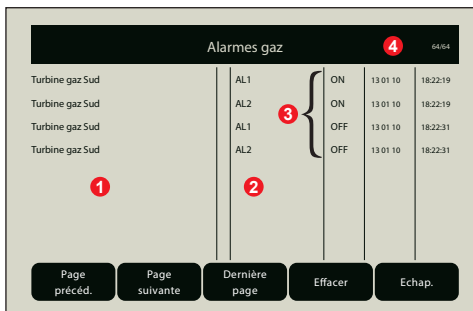 Alarmes gaz 4 64/64
Turbine gaz Sud AL1 ON 13 01 10 18:22:19
Turbine gaz Sud AL2 ON 13 01 10 18:22:19
3
Turbine gaz Sud AL1 OFF 13 01 10 18:22:31
Turbine gaz Sud AL2 OFF 13 01 10 18:22:31
1 2
Page précéd. Page suivante Dernière page Effacer Echap.